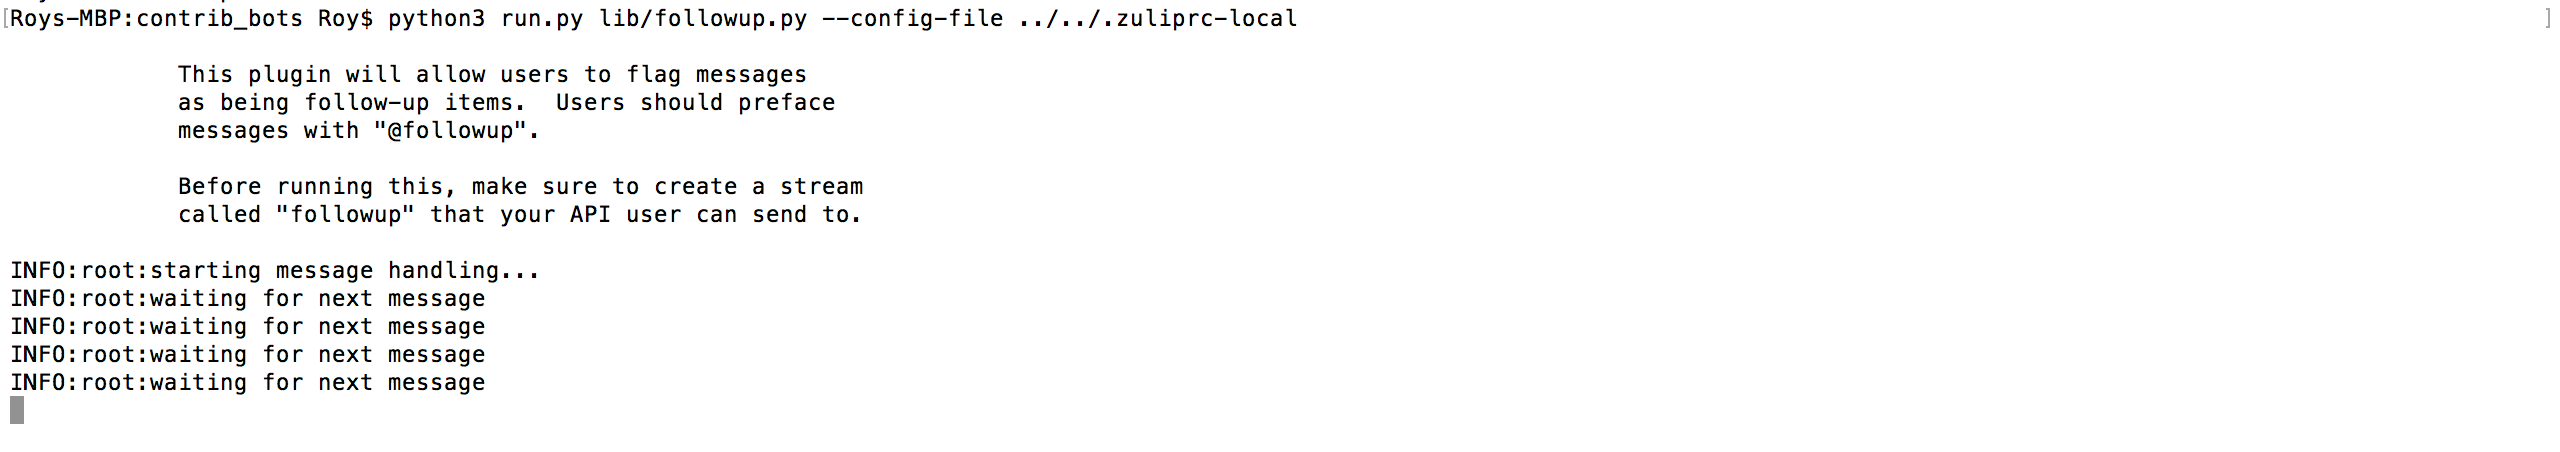 [Roys-MBP:contrib_bots Roy$ python3 run.py lib/followup.py --config-file ../../.zuliprc-local ]
This plugin will allow users to flag messages
as being follow-up items.  Users should preface
messages with "@followup".
Before running this, make sure to create a stream
called "followup" that your API user can send to.
INFO:root:starting message handling...
INFO:root:waiting for next message
INFO:root:waiting for next message
INFO:root:waiting for next message
INFO:root:waiting for next message